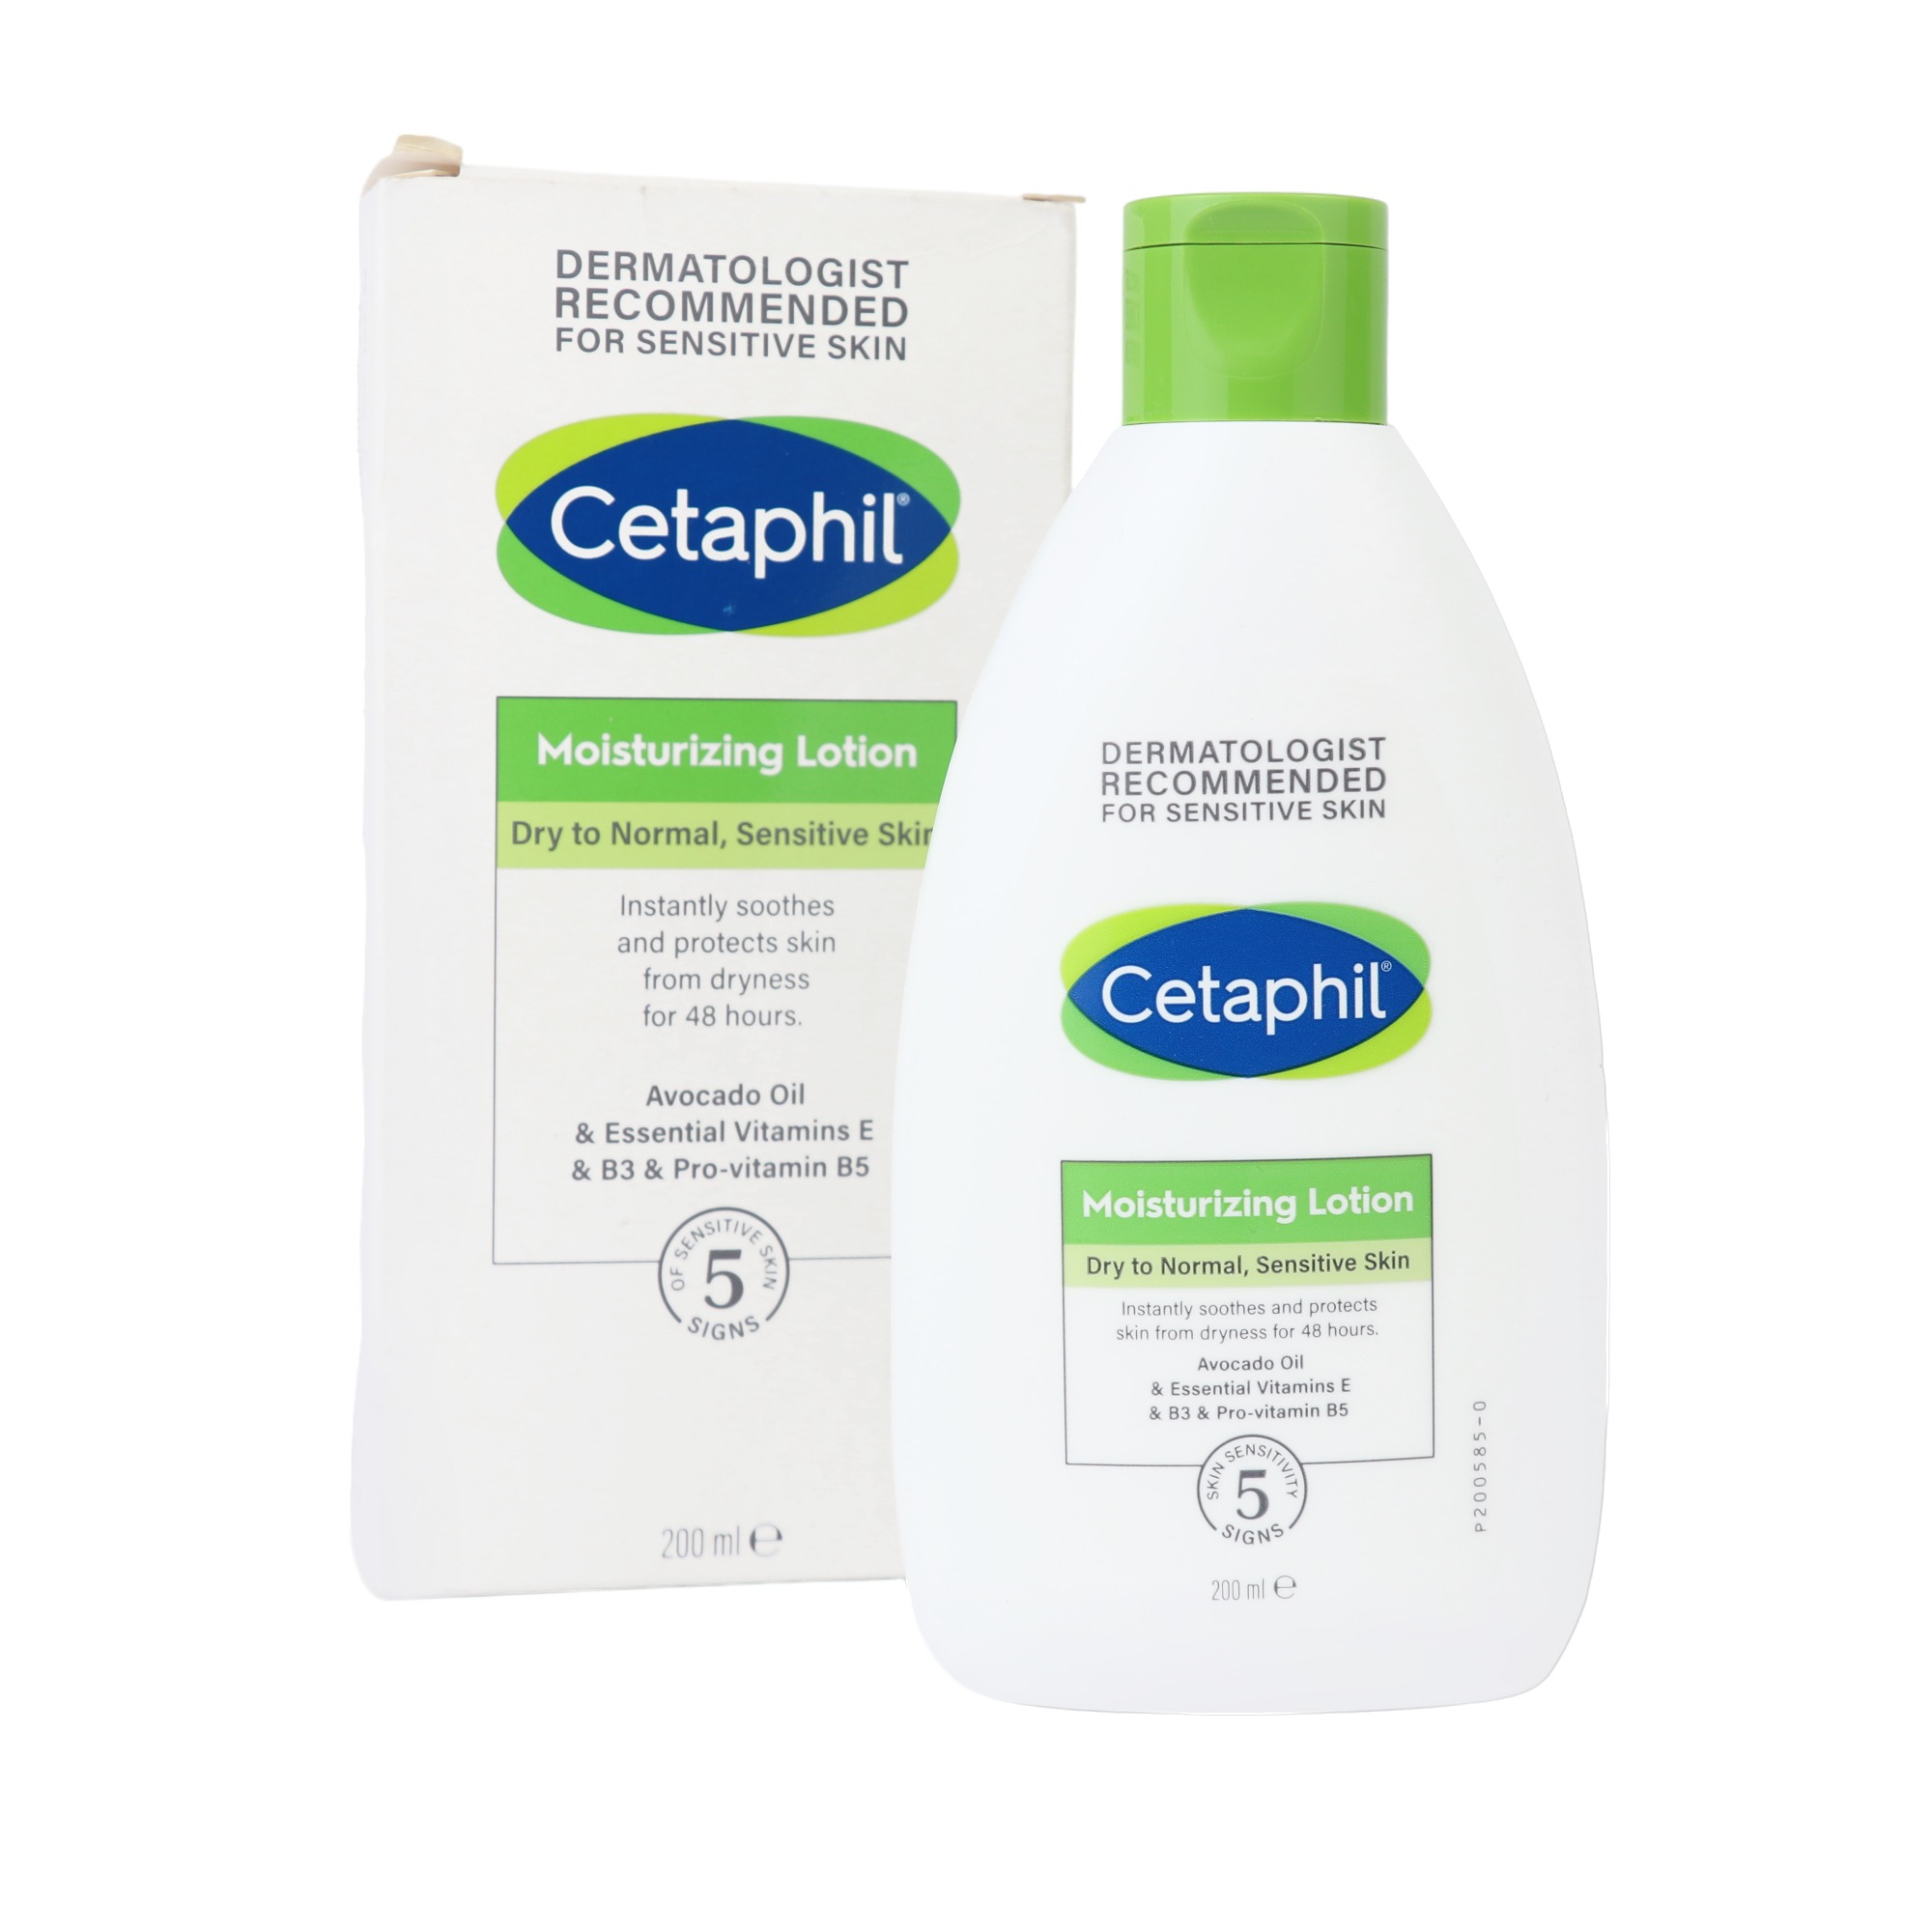 DERMATOLOGIST
RECOMMENDED
FOR SENSITIVE SKIN
Cetaphil®
Moisturizing Lotion
Dry to Normal, Sensitive Skin
Instantly soothes
and protects skin
from dryness
for 48 hours.
Avocado Oil
& Essential Vitamins E
& B3 & Pro-vitamin B5
5
SIGNS
OF SENSITIVE SKIN
200 ml ℮
DERMATOLOGIST
RECOMMENDED
FOR SENSITIVE SKIN
Cetaphil®
Moisturizing Lotion
Dry to Normal, Sensitive Skin
Instantly soothes and protects
skin from dryness for 48 hours.
Avocado Oil
& Essential Vitamins E
& B3 & Pro-vitamin B5
5
SIGNS
SKIN SENSITIVITY
200 ml ℮
P200585-0